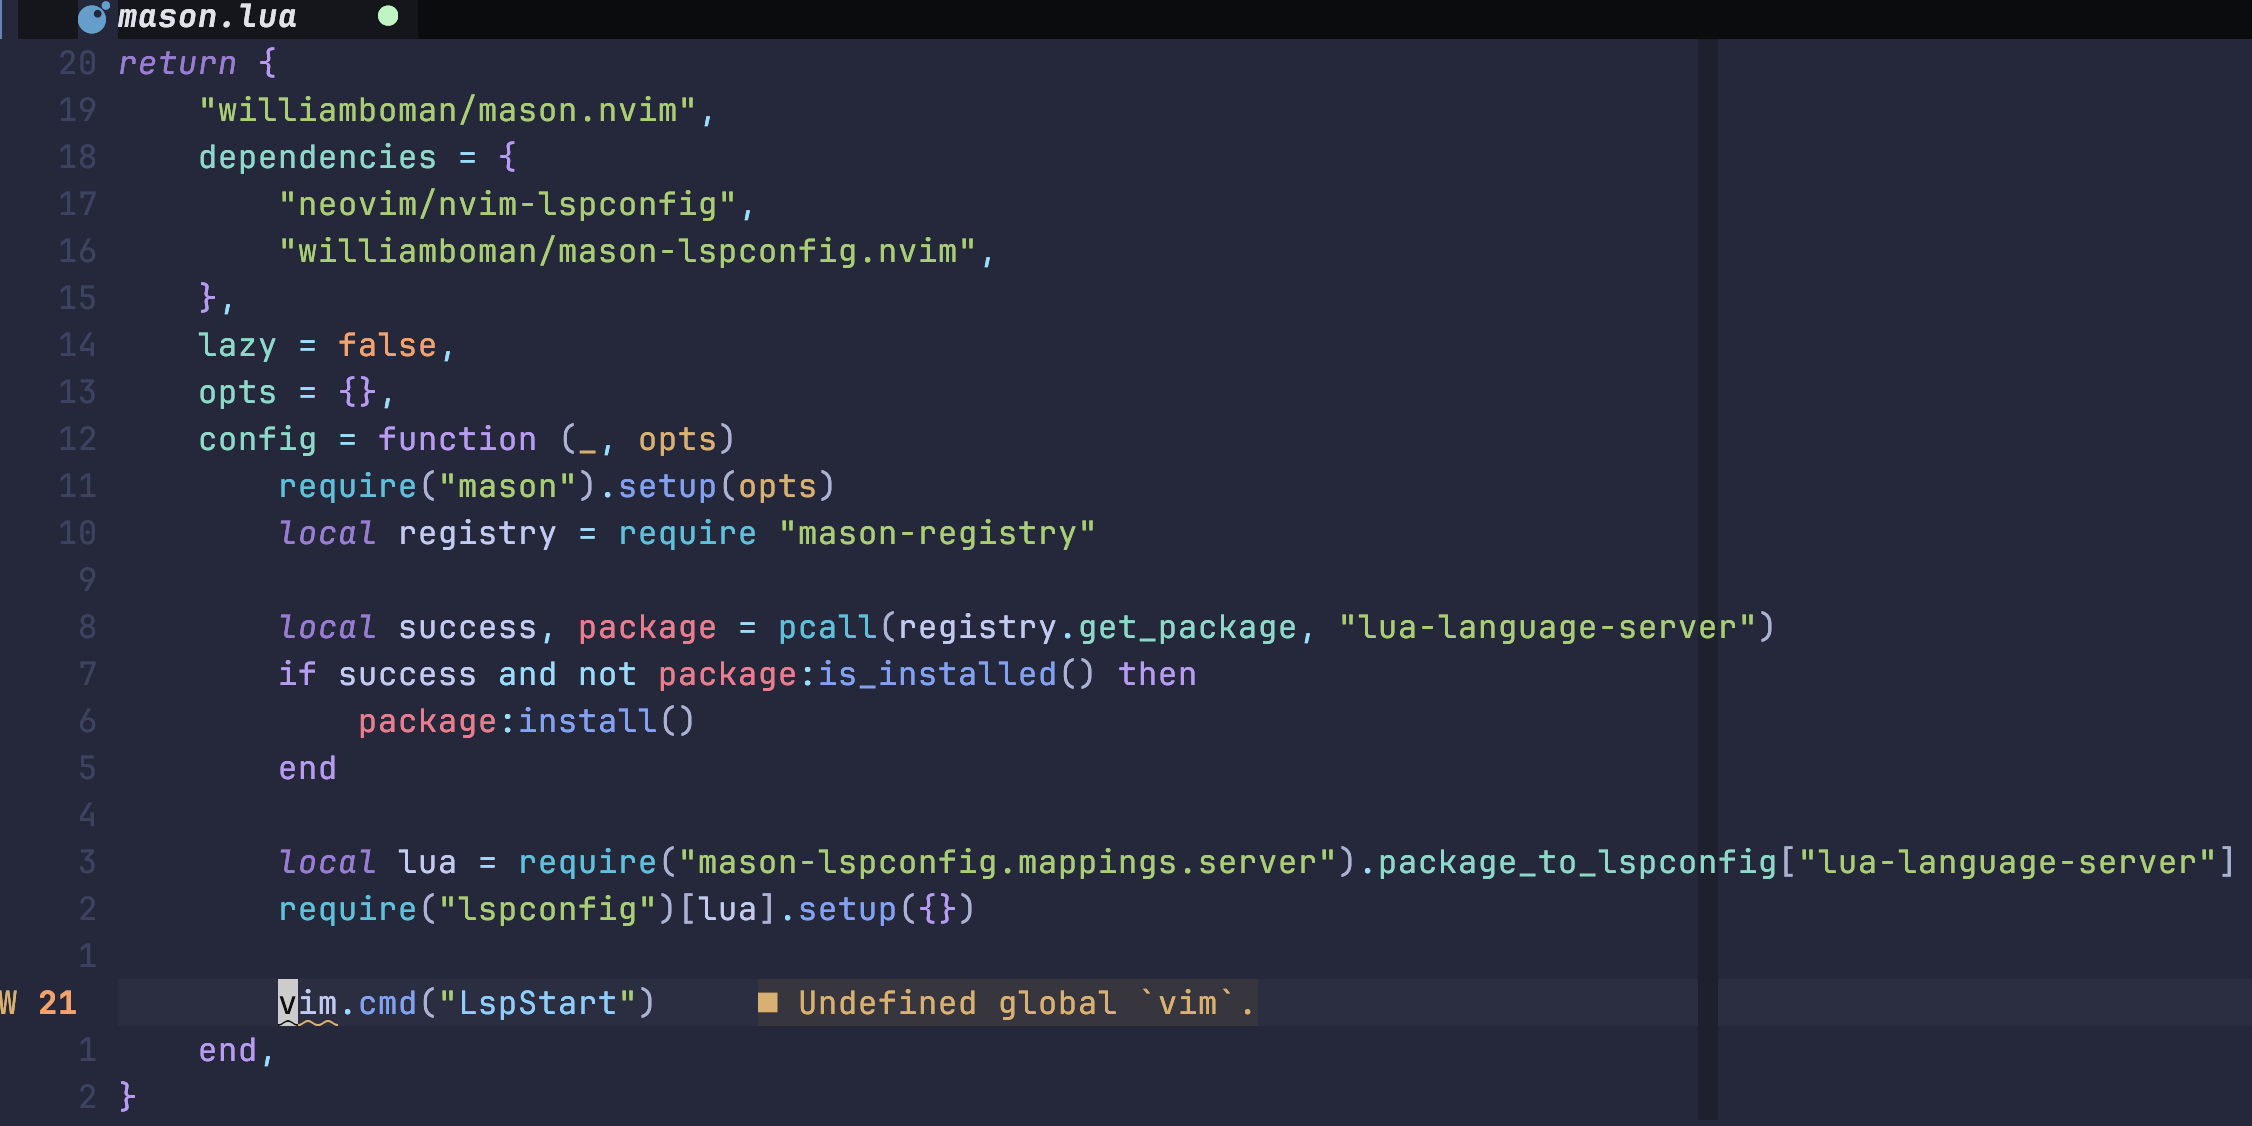 mason.lua
20 return {
19     "williamboman/mason.nvim",
18     dependencies = {
17         "neovim/nvim-lspconfig",
16         "williamboman/mason-lspconfig.nvim",
15     },
14     lazy = false,
13     opts = {},
12     config = function (_, opts)
11         require("mason").setup(opts)
10         local registry = require "mason-registry"
9
8         local success, package = pcall(registry.get_package, "lua-language-server")
7         if success and not package:is_installed() then
6             package:install()
5         end
4
3         local lua = require("mason-lspconfig.mappings.server").package_to_lspconfig["lua-language-server"]
2         require("lspconfig")[lua].setup({})
1
W 21         vim.cmd("LspStart")     ■ Undefined global `vim`.
1     end,
2 }